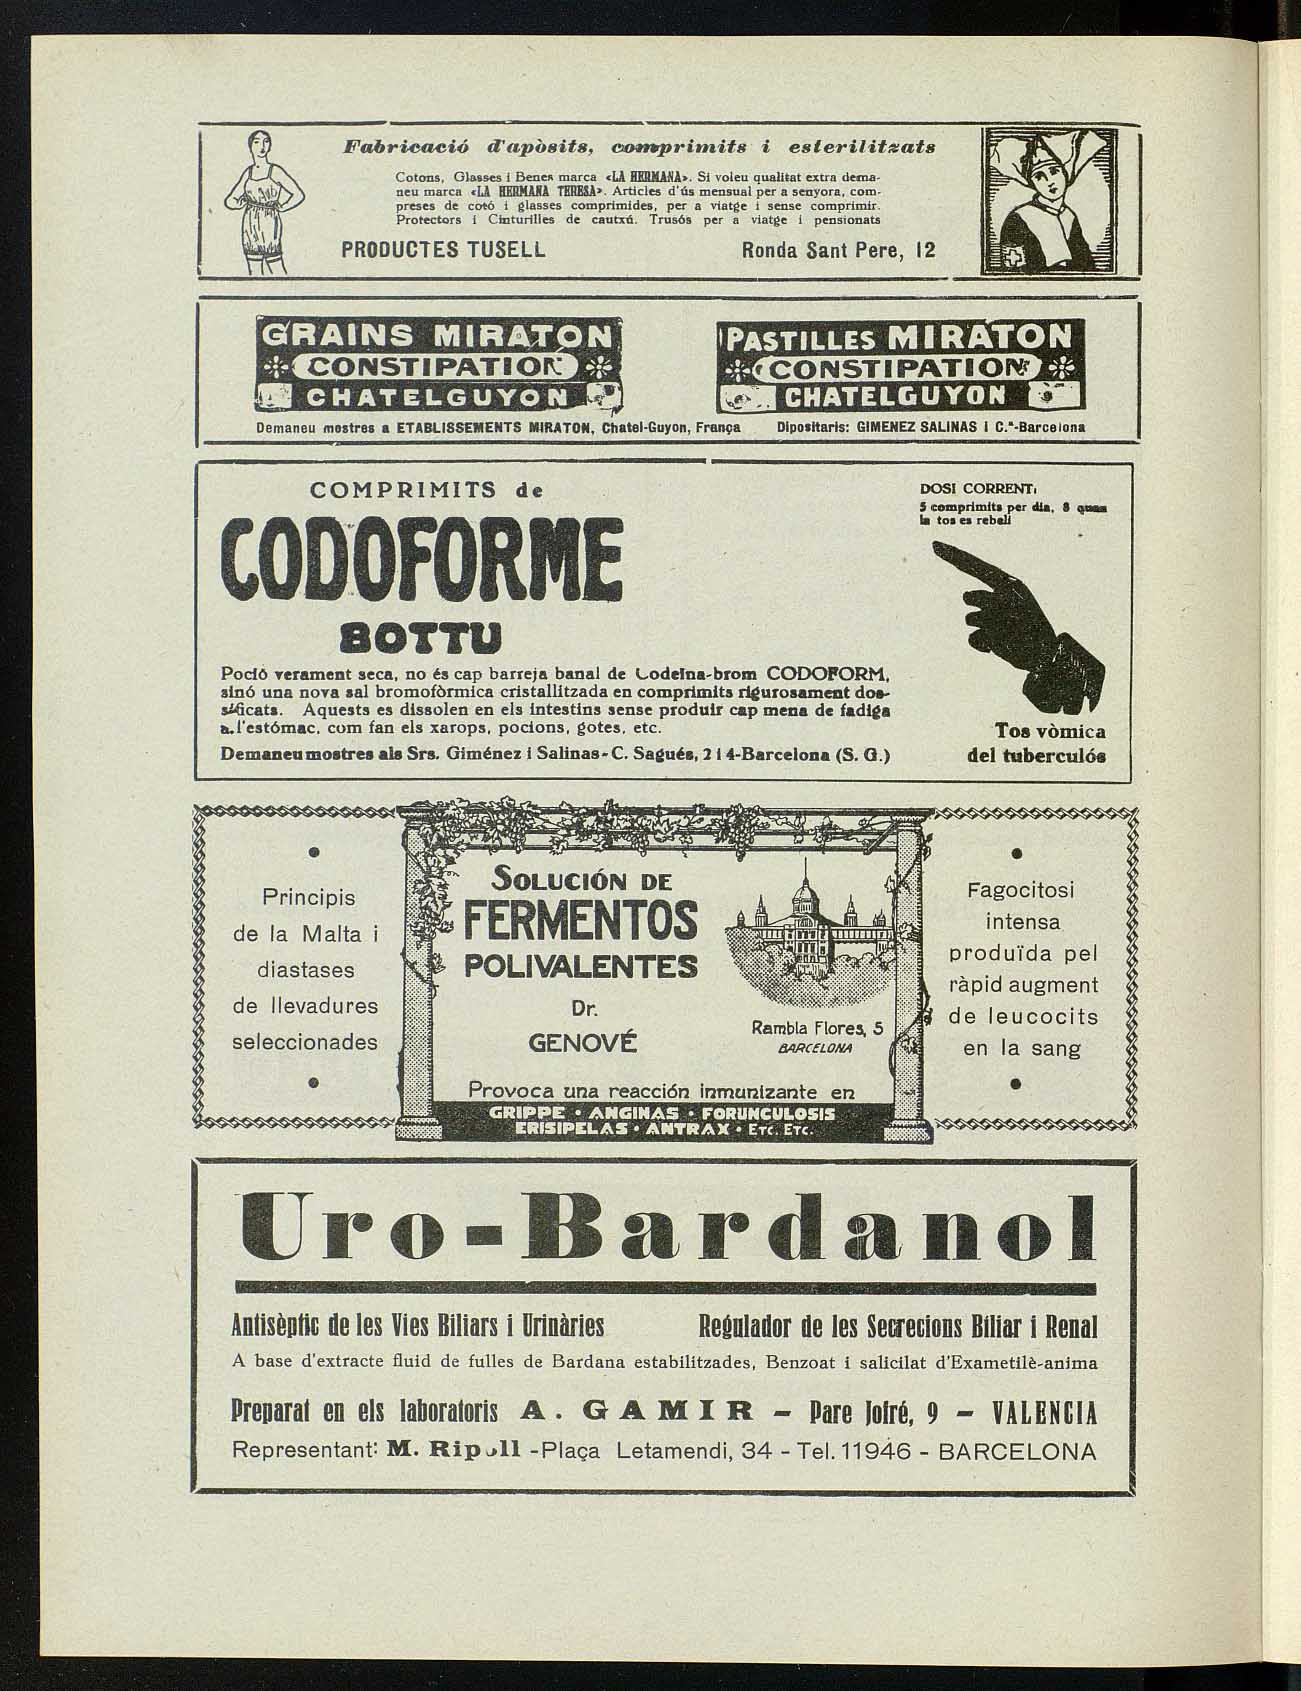 Fabricació d'apòsits, comprimits i esterilitzats
Cotons, Glasses i Benes marca «LA HERMANA». Si voleu qualitat extra dema-
neu marca «LA HERMANA TERESA». Articles d'ús mensual per a senyora, com-
preses de cotó i glasses comprimides, per a viatge i sense comprimir.
Protectors i Cinturilles de cautxú. Trusós per a viatge i pensionats
PRODUCTES TUSELL Ronda Sant Pere, 12
GRAINS MIRATON
CONSTIPATION
CHATELGUYON
PASTILLES MIRATON
CONSTIPATION
CHATELGUYON
Demaneu mostres a ETABLISSEMENTS MIRATON, Chatel-Guyon, França Dipositaris: GIMENEZ SALINAS i C.ª-Barcelona
COMPRIMITS de
CODOFORME
BOTTU
DOSI CORRENT:
5 comprimits per dia, 8 quan
la tos es rebell
Poció verament seca, no és cap barreja banal de Codeïna-brom CODOFORM,
sinó una nova sal bromofòrmica cristallitzada en comprimits rigurosament dos-
sificats. Aquests es dissolen en els intestins sense produir cap mena de fadiga
a l'estómac, com fan els xarops, pocions, gotes, etc.
Demaneu mostres als Srs. Giménez i Salinas-C. Sagués, 2 i 4-Barcelona (S. G.)
Tos vòmica
del tuberculós
Principis
de la Malta i
diastases
de llevadures
seleccionades
SOLUCIÓN DE
FERMENTOS
POLIVALENTES
Dr.
GENOVÉ
Rambla Flores, 5
BARCELONA
Provoca una reacción inmunizante en
GRIPPE • ANGINAS • FORUNCULOSIS
ERISIPELAS • ANTRAX • ETC. ETC.
Fagocitosi
intensa
produïda pel
ràpid augment
de leucocits
en la sang
Uro-Bardanol
Antisèptic de les Vies Biliars i Urinàries Regulador de les Secrecions Biliar i Renal
A base d'extracte fluid de fulles de Bardana estabilitzades, Benzoat i salicilat d'Exametilè-anima
Preparat en els laboratoris A. GAMIR - Pare Jofré, 9 - VALENCIA
Representant: M. Ripoll -Plaça Letamendi, 34 - Tel. 11946 - BARCELONA